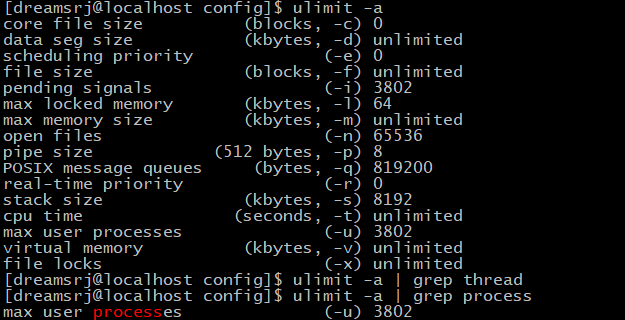 [dreamsrj@localhost config]$ ulimit -a
core file size          (blocks, -c) 0
data seg size           (kbytes, -d) unlimited
scheduling priority             (-e) 0
file size               (blocks, -f) unlimited
pending signals                 (-i) 3802
max locked memory       (kbytes, -l) 64
max memory size         (kbytes, -m) unlimited
open files                      (-n) 65536
pipe size            (512 bytes, -p) 8
POSIX message queues     (bytes, -q) 819200
real-time priority              (-r) 0
stack size              (kbytes, -s) 8192
cpu time               (seconds, -t) unlimited
max user processes              (-u) 3802
virtual memory          (kbytes, -v) unlimited
file locks                      (-x) unlimited
[dreamsrj@localhost config]$ ulimit -a | grep thread
[dreamsrj@localhost config]$ ulimit -a | grep process
max user processes              (-u) 3802